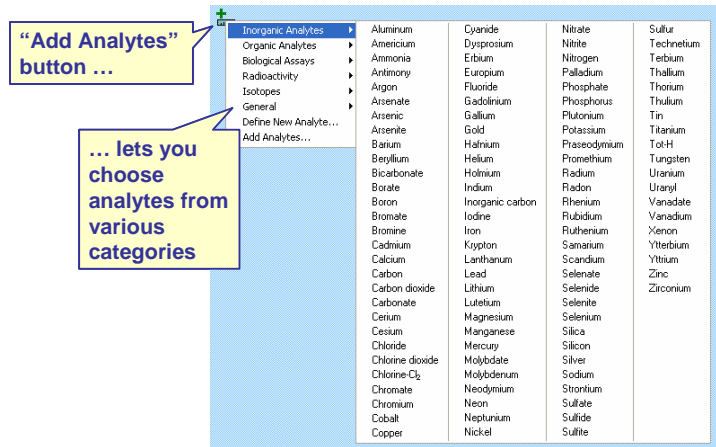 “Add Analytes”
button …
… lets you
choose
analytes from
various
categories
Inorganic Analytes
Organic Analytes
Biological Assays
Radioactivity
Isotopes
General
Define New Analyte...
Add Analytes...
Aluminum
Americium
Ammonia
Antimony
Argon
Arsenate
Arsenic
Arsenite
Barium
Beryllium
Bicarbonate
Borate
Boron
Bromate
Bromine
Cadmium
Calcium
Carbon
Carbon dioxide
Carbonate
Cerium
Cesium
Chloride
Chlorine dioxide
Chlorine-Cl₂
Chromate
Chromium
Cobalt
Copper
Cyanide
Dysprosium
Erbium
Europium
Fluoride
Gadolinium
Gallium
Gold
Hafnium
Helium
Holmium
Indium
Inorganic carbon
Iodine
Iron
Krypton
Lanthanum
Lead
Lithium
Lutetium
Magnesium
Manganese
Mercury
Molybdate
Molybdenum
Neodymium
Neon
Neptunium
Nickel
Nitrate
Nitrite
Nitrogen
Palladium
Phosphate
Phosphorus
Plutonium
Potassium
Praseodymium
Promethium
Radium
Radon
Rhenium
Rubidium
Ruthenium
Samarium
Scandium
Selenate
Selenide
Selenite
Selenium
Silica
Silicon
Silver
Sodium
Strontium
Sulfate
Sulfide
Sulfite
Sulfur
Technetium
Terbium
Thallium
Thorium
Thulium
Tin
Titanium
Tot-H
Tungsten
Uranium
Uranyl
Vanadate
Vanadium
Xenon
Ytterbium
Yttrium
Zinc
Zirconium